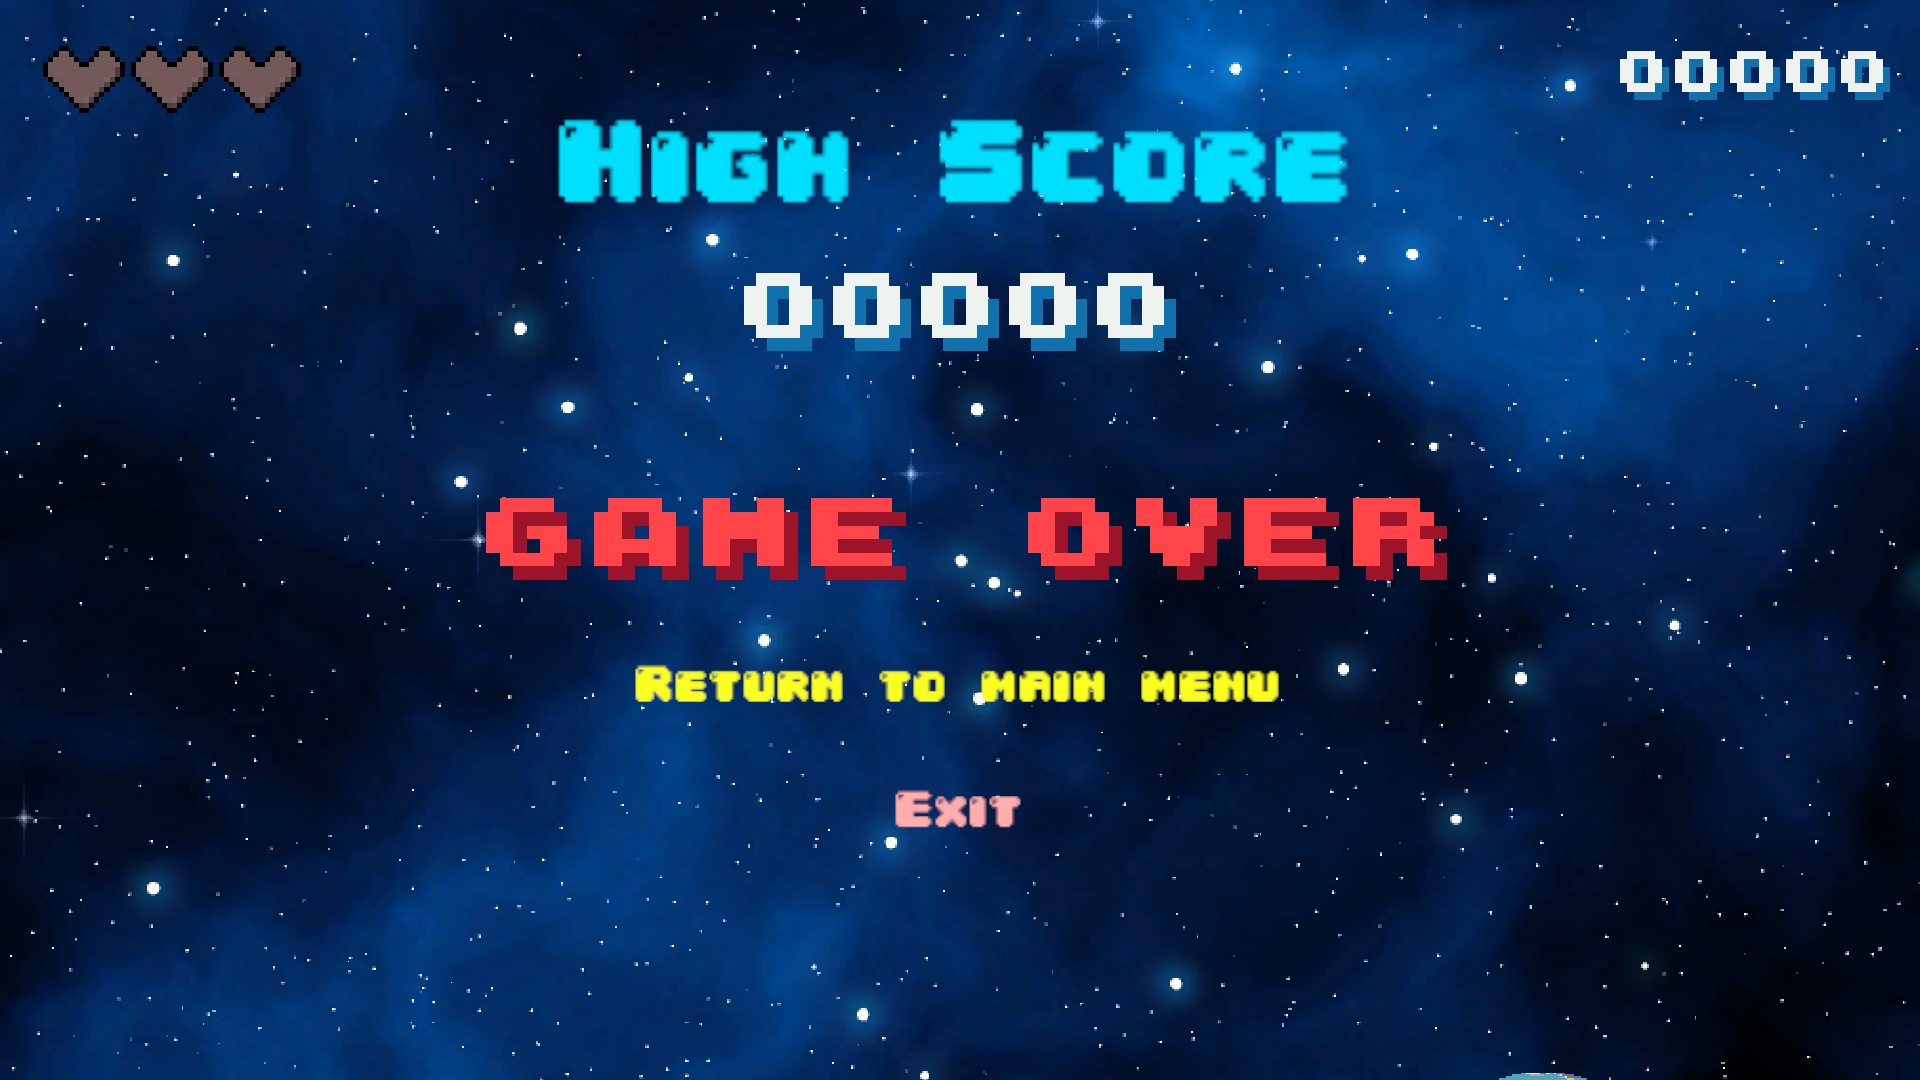 00000
High Score
00000
GAME OVER
Return to main menu
Exit